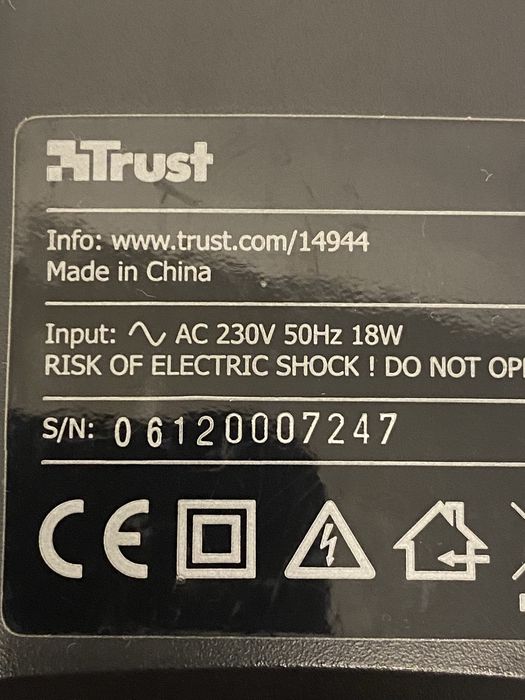 Trust
Info: www.trust.com/14944
Made in China
Input: ∿ AC 230V 50Hz 18W
RISK OF ELECTRIC SHOCK ! DO NOT
S/N: 06120007247
CE